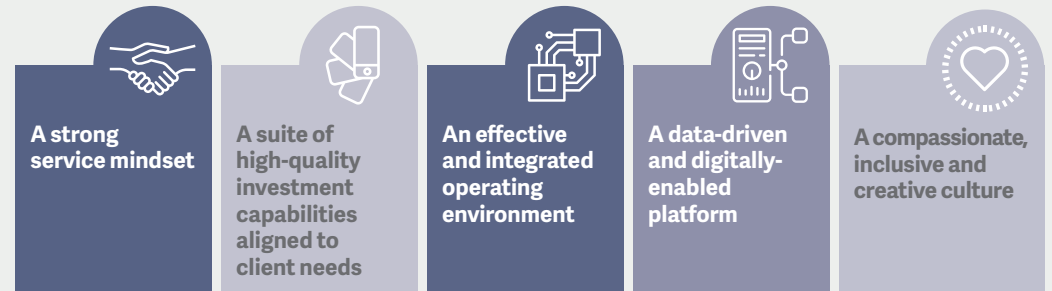 A strong
service mindset
A suite of
high-quality
investment
capabilities
aligned to
client needs
An effective
and integrated
operating
environment
A data-driven
and digitally-
enabled
platform
A compassionate,
inclusive and
creative culture